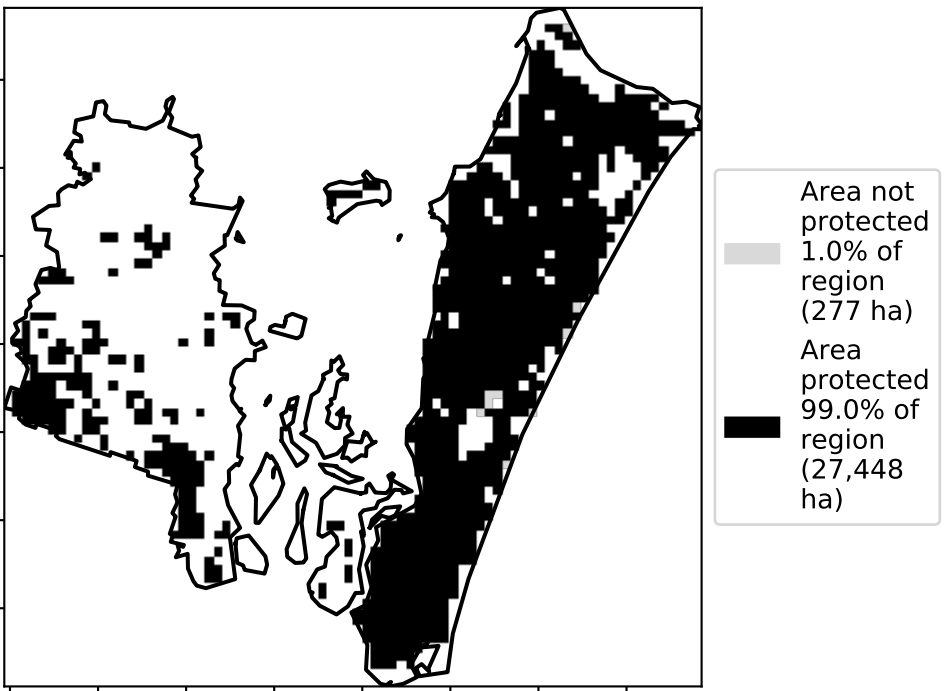 Area not
protected
1.0% of
region
(277 ha)
Area
protected
99.0% of
region
(27,448
ha)